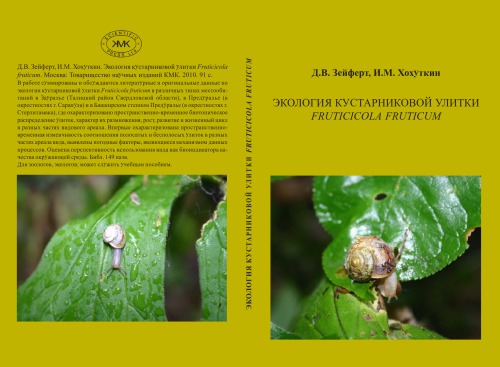 SCIENTIFIC
KMK
PRESS LTD.
Д.В. Зейферт, И.М. Хохуткин. Экология кустарниковой улитки Fruticicola
fruticum. Москва: Товарищество научных изданий КМК. 2010. 91 с.
В работе суммированы и обсуждаются литературные и оригинальные данные по
экологии кустарниковой улитки Fruticicola fruticum в различных типах местооби-
таний в Зауралье (Талицкий район Свердловской области), в Предуралье (в
окрестностях г. Сарапула) и в Башкирском степном Предуралье (в окрестностях г.
Стерлитамака), где охарактеризовано пространственно-временное биотопическое
распределение улиток, характер их размножения, рост, развитие и жизненный цикл
в разных частях видового ареала. Впервые охарактеризована пространственно-
временная изменчивость соотношения полосатых и бесполосых улиток в разных
частях ареала вида, выявлены погодные факторы, являющиеся механизмом данных
процессов. Оценена перспективность использования вида как биоиндикатора ка-
чества окружающей среды. Библ. 149 назв.
Для зоологов, экологов, может служить учебным пособием.
ЭКОЛОГИЯ КУСТАРНИКОВОЙ УЛИТКИ FRUTICICOLA FRUTICUM
Д.В. Зейферт, И.М. Хохуткин
ЭКОЛОГИЯ КУСТАРНИКОВОЙ УЛИТКИ
FRUTICICOLA FRUTICUM